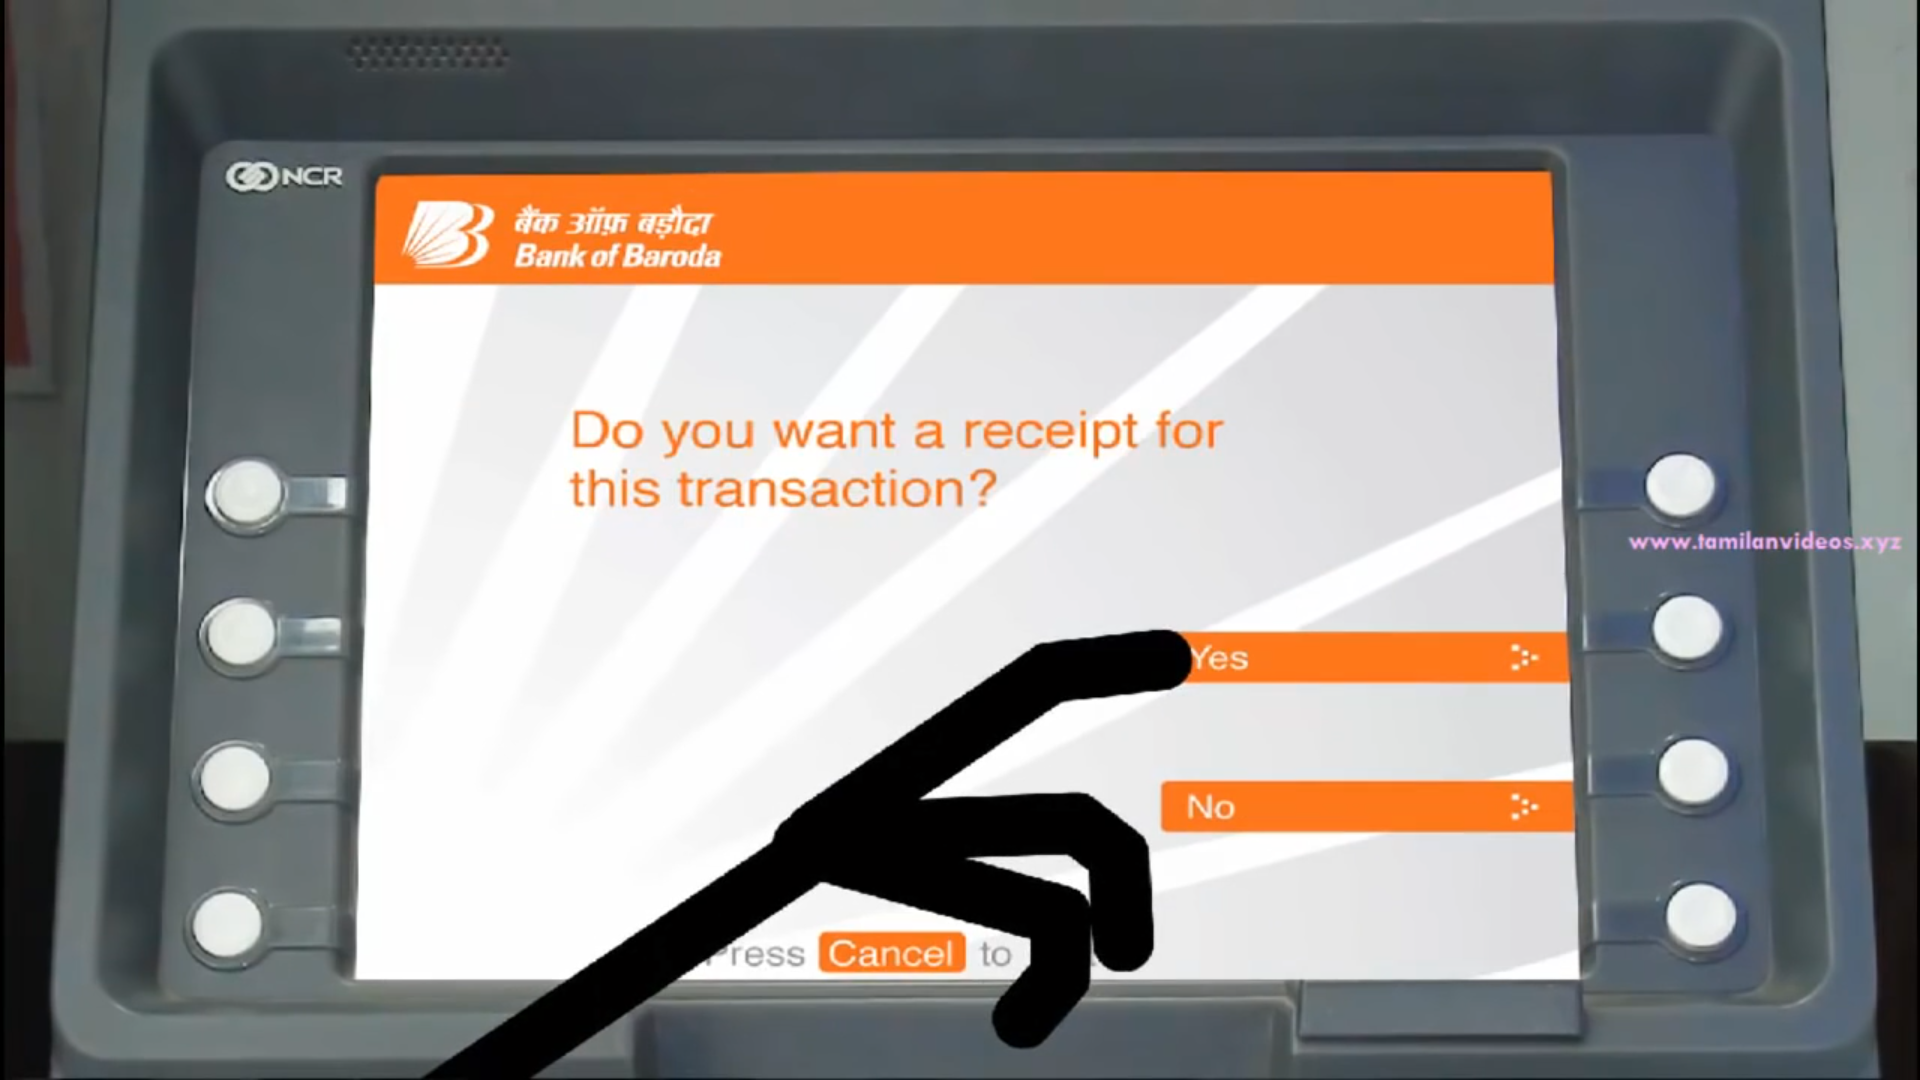 NCR
बैंक ऑफ़ बड़ौदा
Bank of Baroda
Do you want a receipt for
this transaction?
www.tamilanvideos.xyz
Yes
No
Press Cancel to